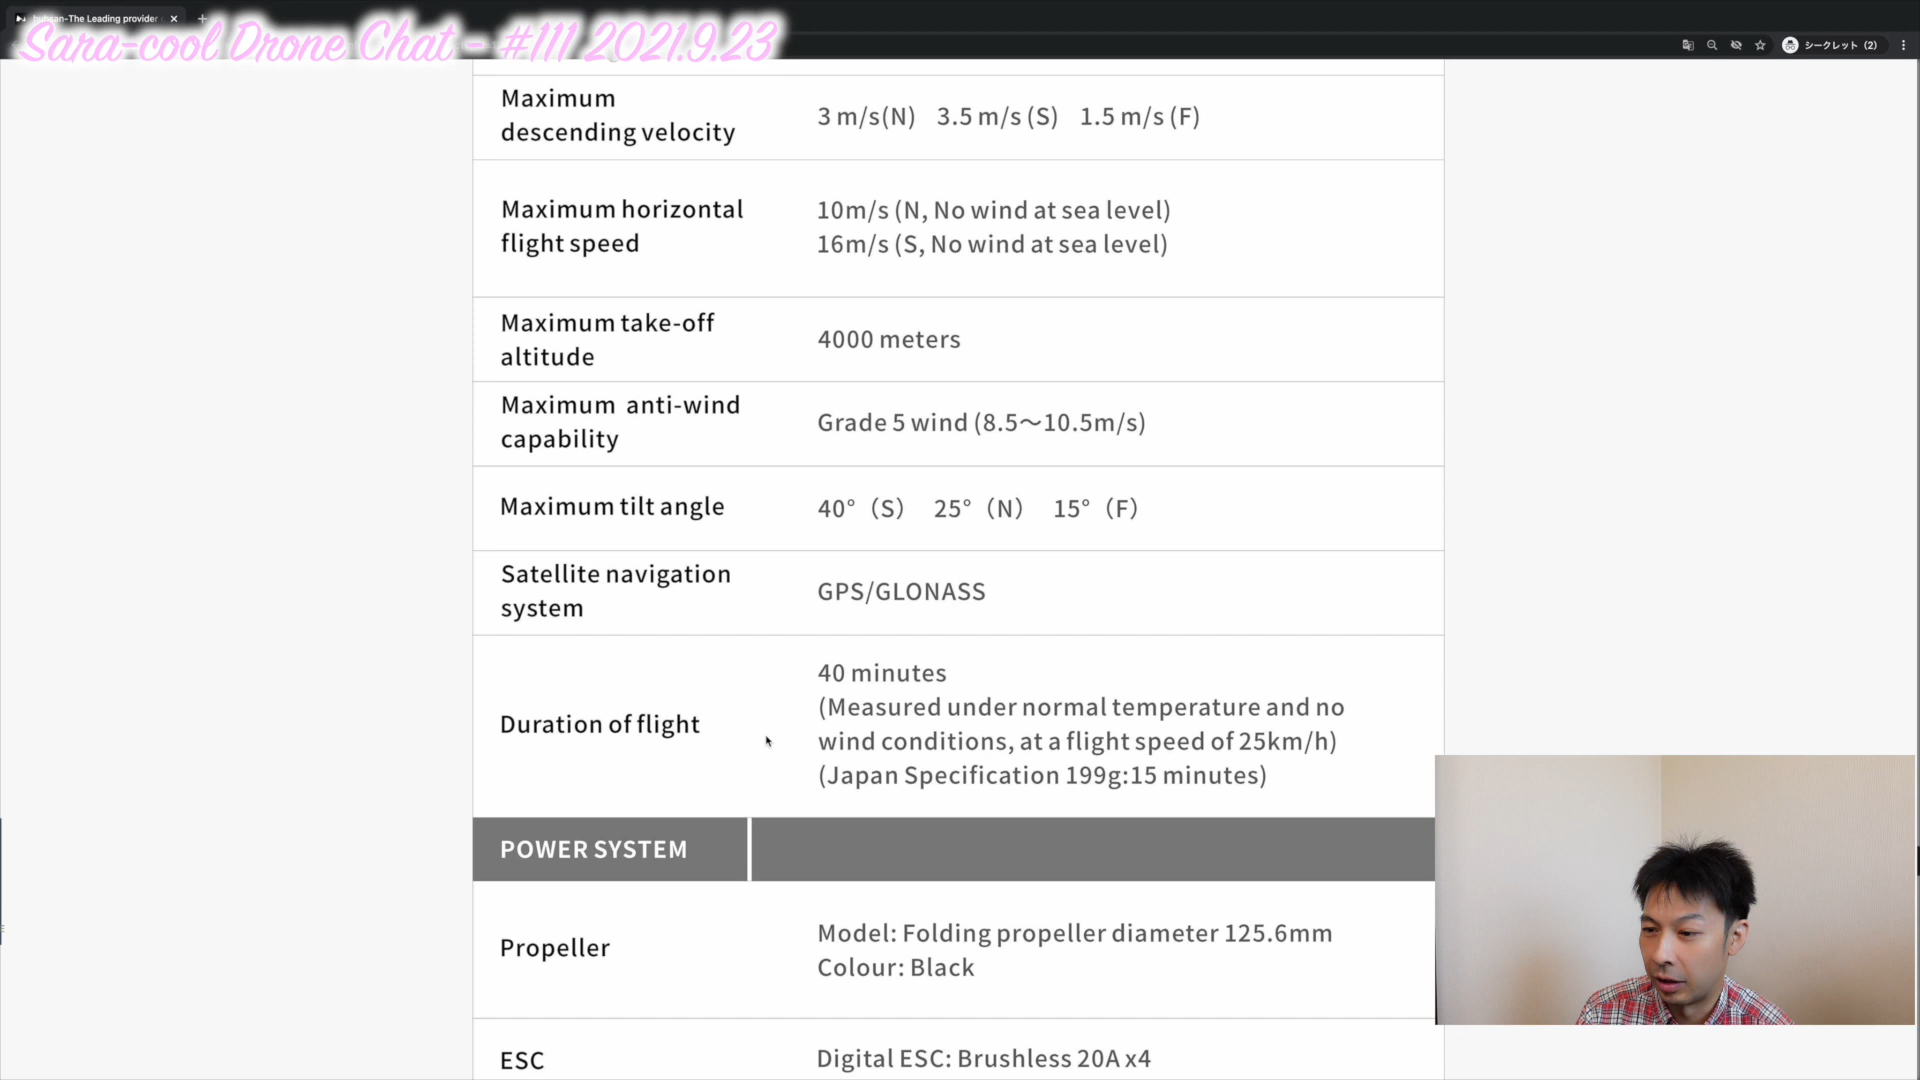 hubsan-The Leading provider
Sara-cool Drone Chat - #111 2021.9.23
シークレット (2)
Maximum
descending velocity
3 m/s(N) 3.5 m/s (S) 1.5 m/s (F)
Maximum horizontal
flight speed
10m/s (N, No wind at sea level)
16m/s (S, No wind at sea level)
Maximum take-off
altitude
4000 meters
Maximum anti-wind
capability
Grade 5 wind (8.5〜10.5m/s)
Maximum tilt angle
40°（S） 25°（N） 15°（F）
Satellite navigation
system
GPS/GLONASS
Duration of flight
40 minutes
(Measured under normal temperature and no
wind conditions, at a flight speed of 25km/h)
(Japan Specification 199g:15 minutes)
POWER SYSTEM
Propeller
Model: Folding propeller diameter 125.6mm
Colour: Black
ESC
Digital ESC: Brushless 20A x4